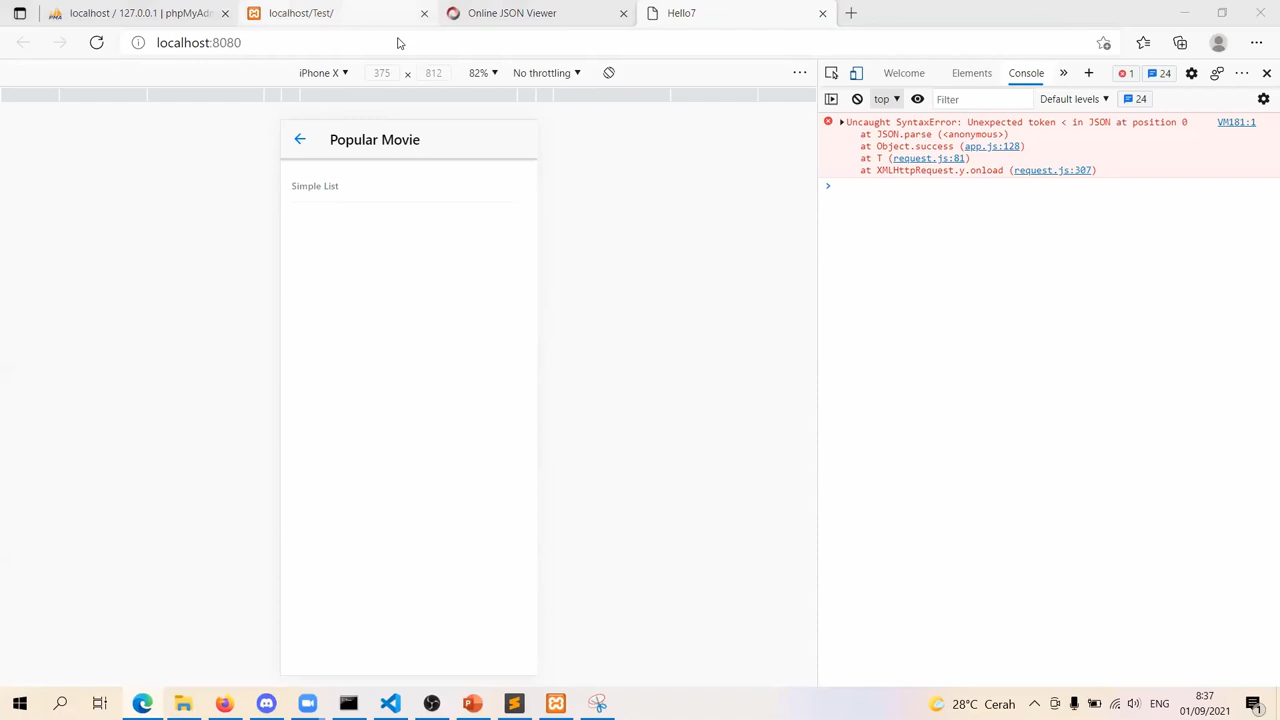 localhost / 127.0.0.1 | phpMyAdm
localhost/Test/
Online JSON Viewer
Hello7
localhost:8080
iPhone X
375
×
812
82%
No throttling
Welcome
Elements
Console
1
24
top
Filter
Default levels
24
Uncaught SyntaxError: Unexpected token < in JSON at position 0
VM181:1
at JSON.parse (<anonymous>)
at Object.success (app.js:128)
at T (request.js:81)
at XMLHttpRequest.y.onload (request.js:307)
Popular Movie
Simple List
28°C Cerah
ENG
8:37
01/09/2021
1